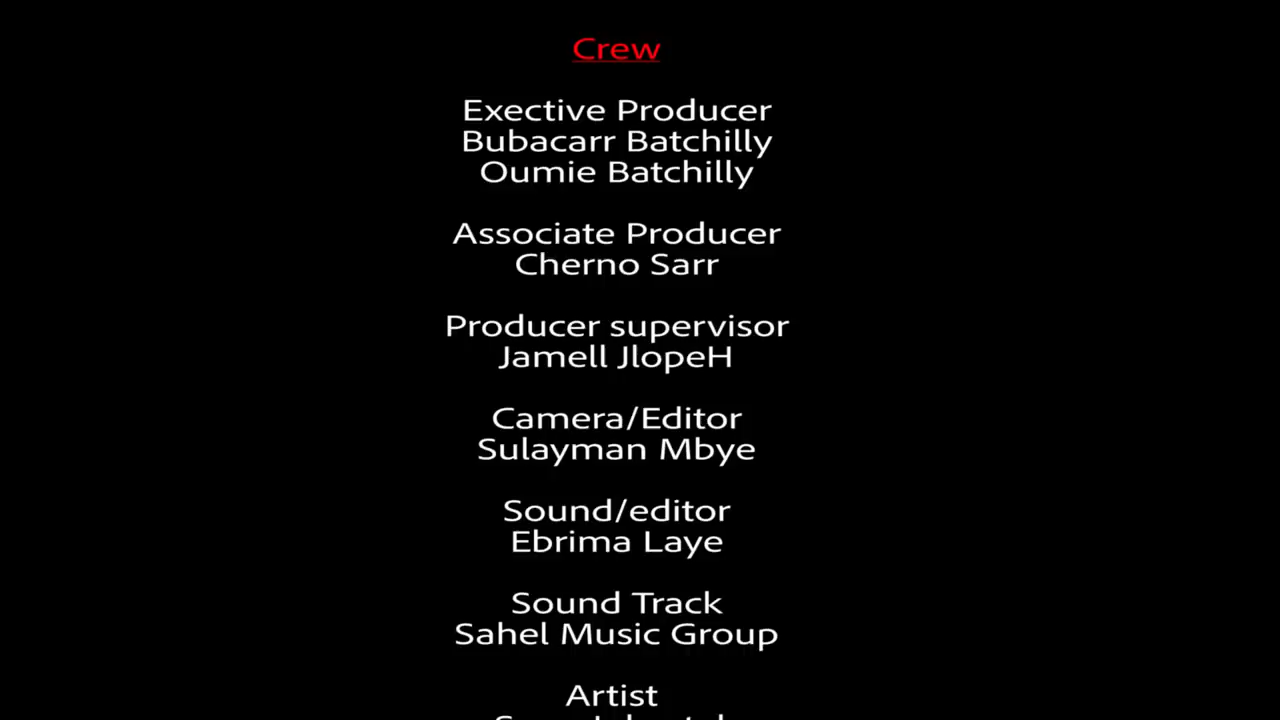 Crew
Exective Producer
Bubacarr Batchilly
Oumie Batchilly
Associate Producer
Cherno Sarr
Producer supervisor
Jamell JlopeH
Camera/Editor
Sulayman Mbye
Sound/editor
Ebrima Laye
Sound Track
Sahel Music Group
Artist